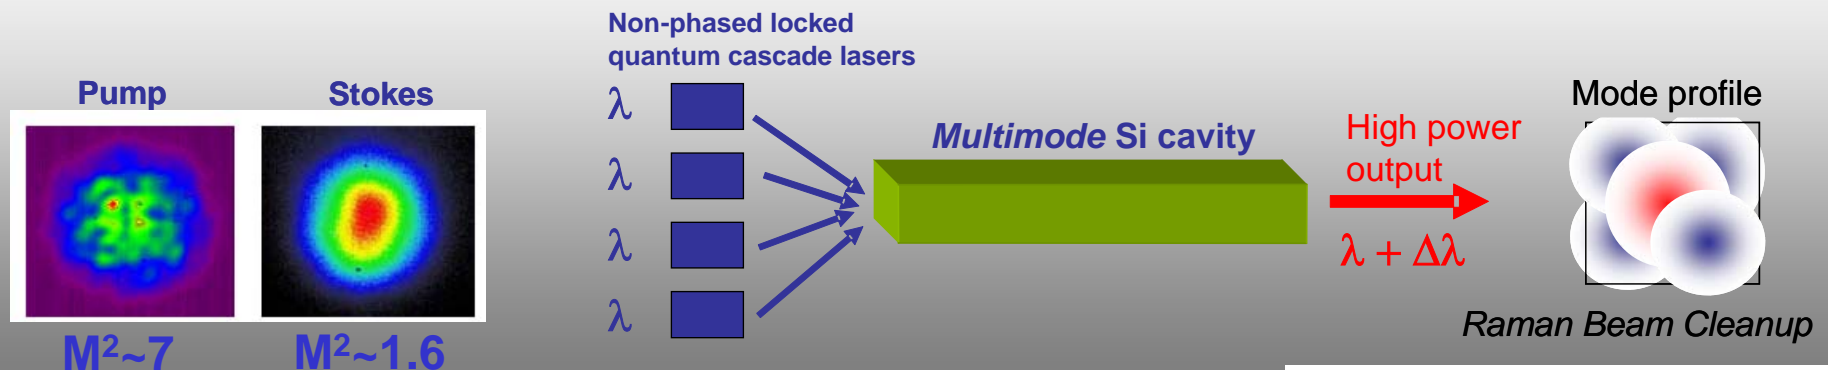 Non-phased locked
quantum cascade lasers
Pump
Stokes
M²~7
M²~1.6
λ
λ
λ
λ
Multimode Si cavity
High power
output
λ + Δλ
Mode profile
Raman Beam Cleanup